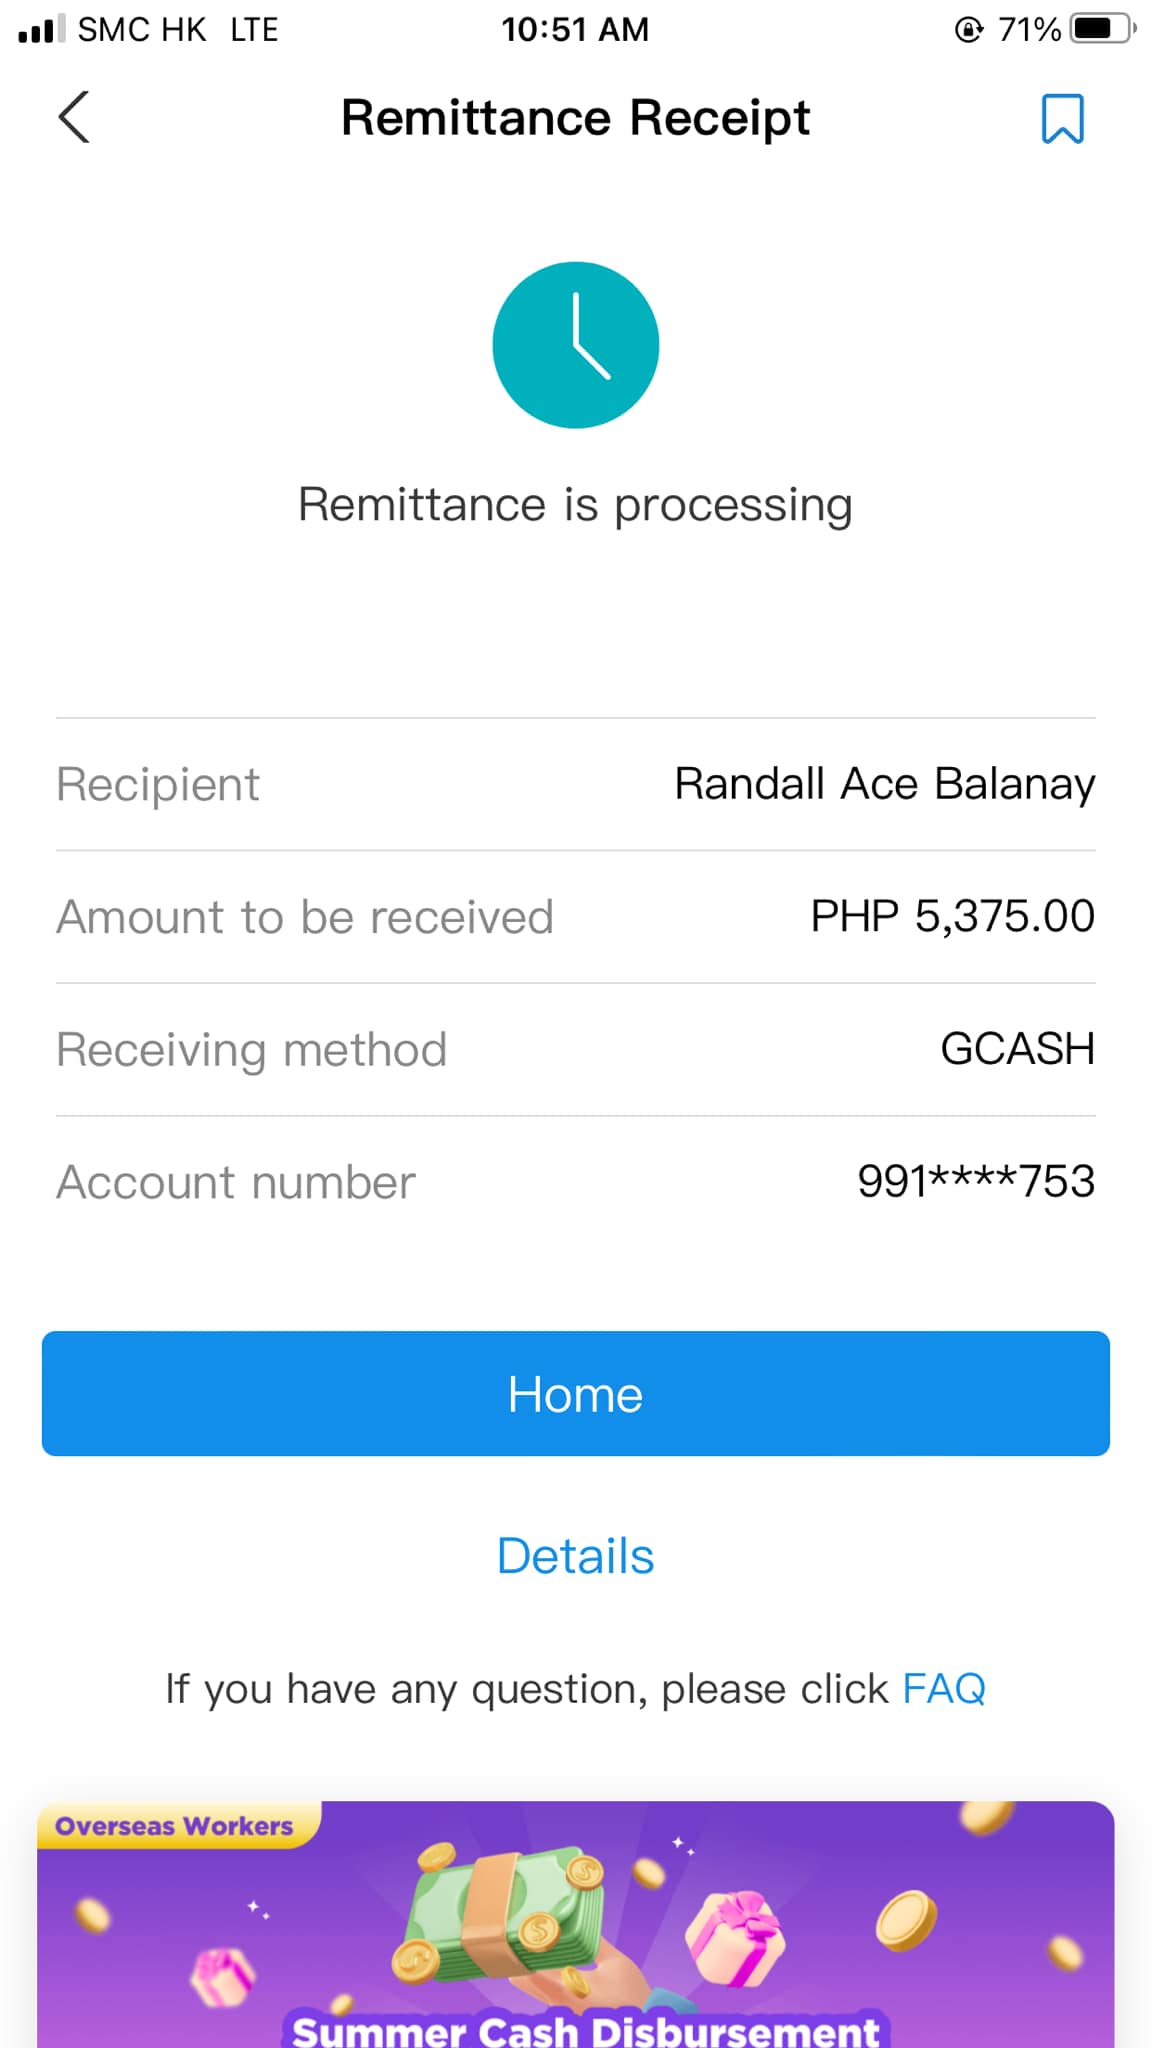 SMC HK LTE 10:51 AM 71%
Remittance Receipt
Remittance is processing
Recipient Randall Ace Balanay
Amount to be received PHP 5,375.00
Receiving method GCASH
Account number 991****753
Home
Details
If you have any question, please click FAQ
Overseas Workers
Summer Cash Disbursement